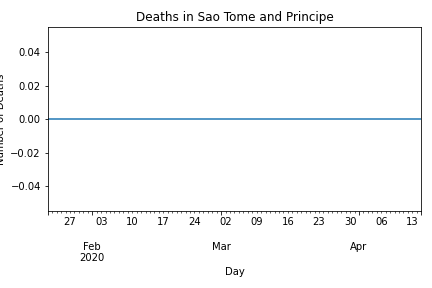 Deaths in Sao Tome and Principe
0.04
0.02
0.00
−0.02
−0.04
Number of Deaths
27 03 10 17 24 02 09 16 23 30 06 13
Feb Mar Apr
2020
Day